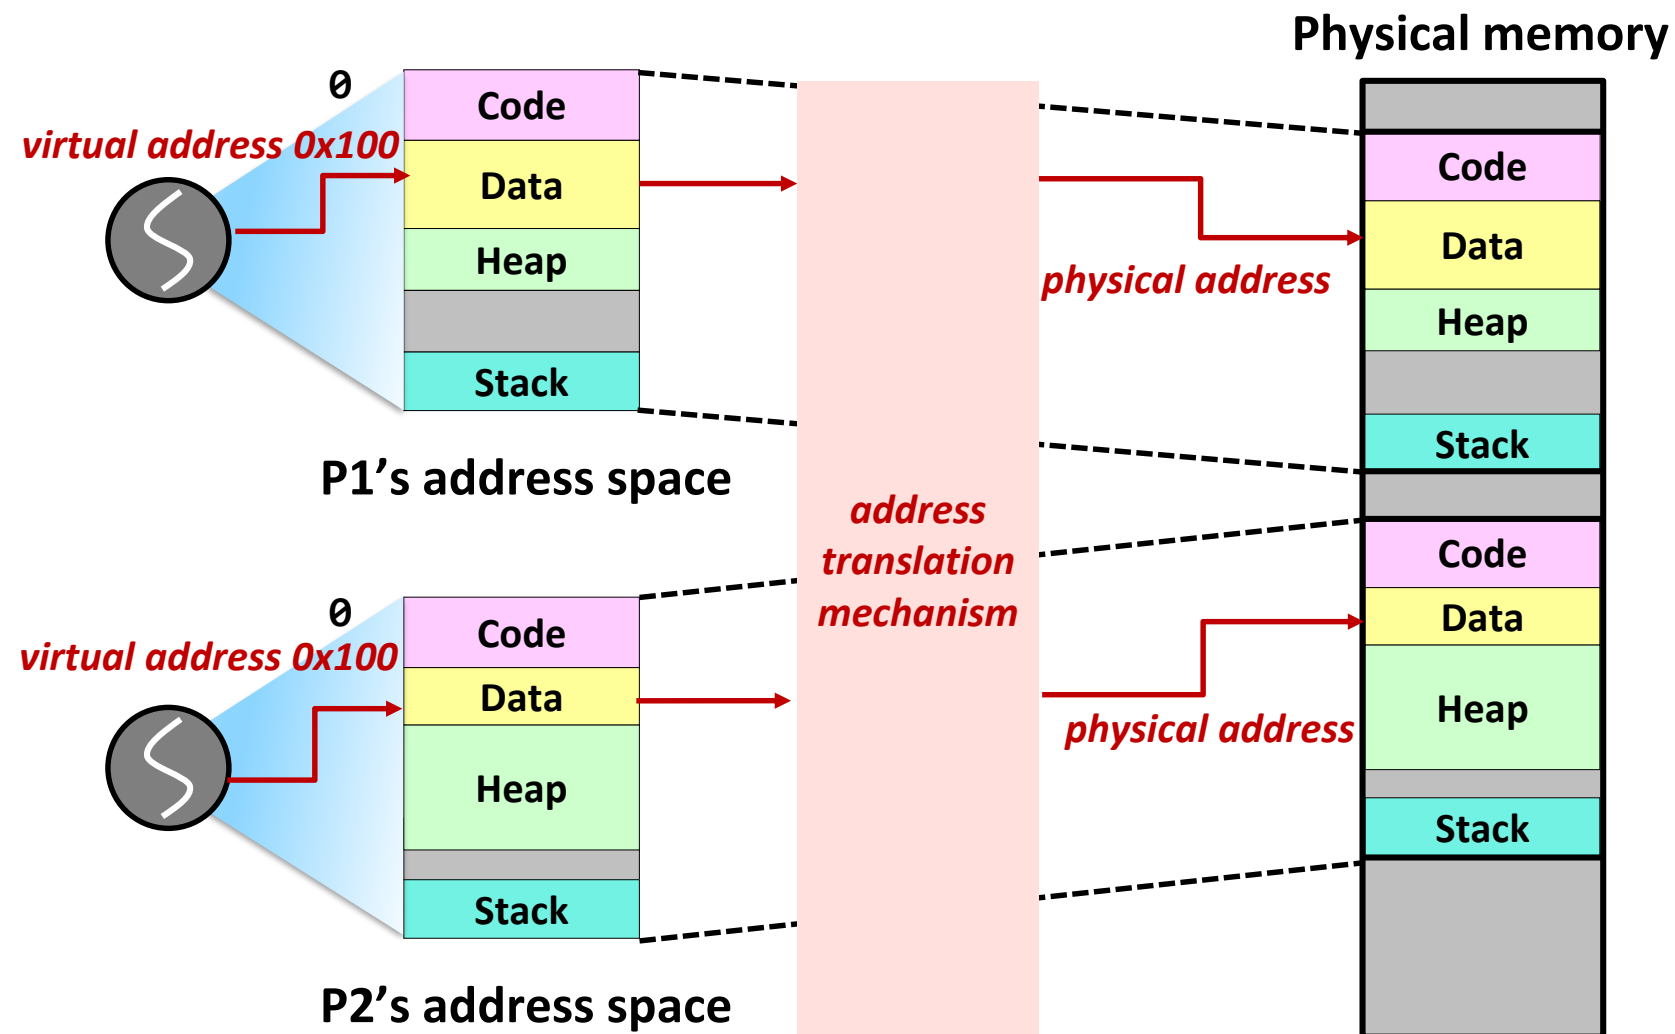 Physical memory
0
virtual address 0x100
Code
Data
Heap
Stack
P1’s address space
0
virtual address 0x100
Code
Data
Heap
Stack
P2’s address space
address
translation
mechanism
physical address
physical address
Code
Data
Heap
Stack
Code
Data
Heap
Stack